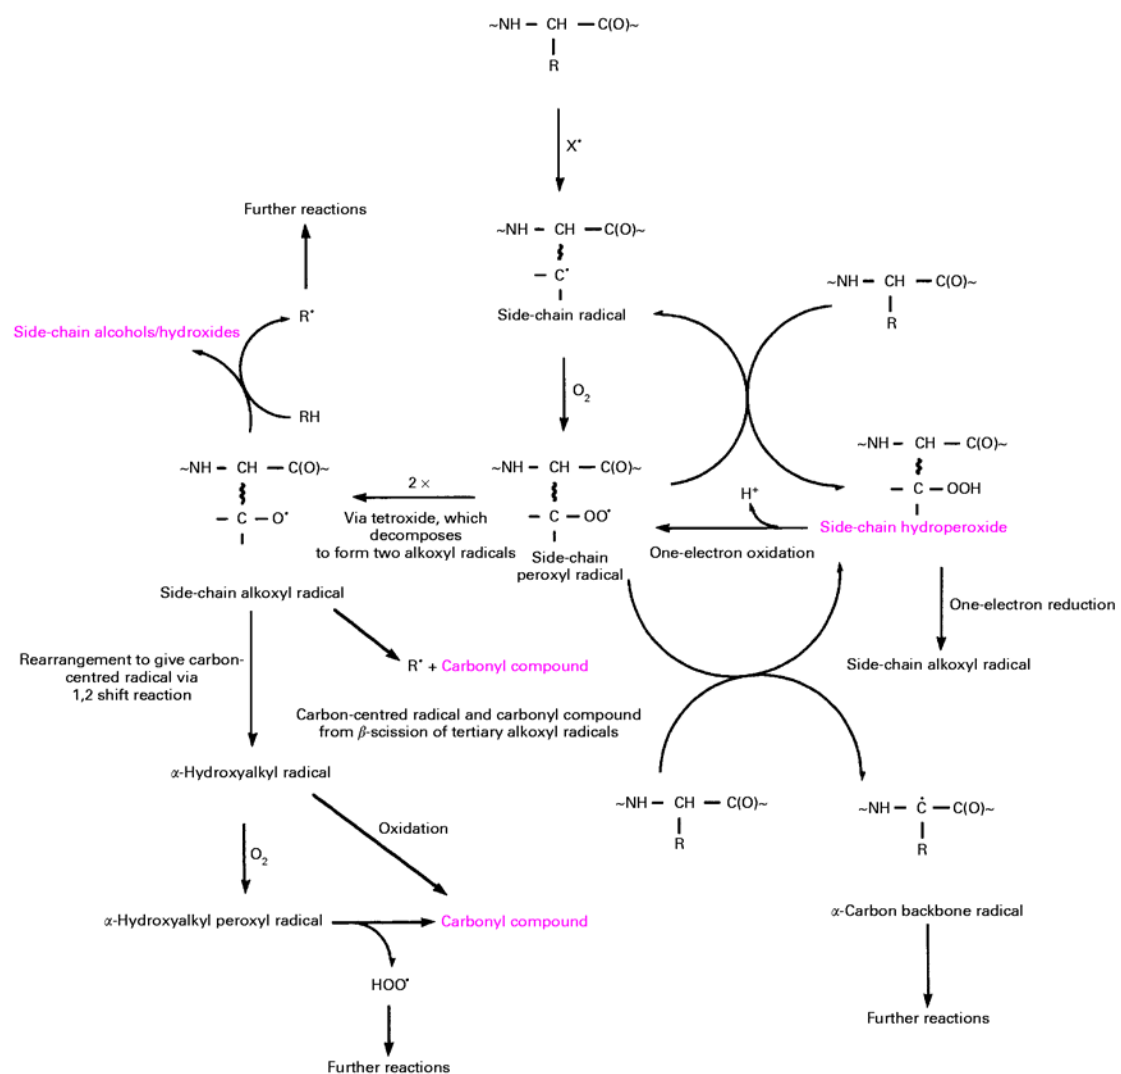 ~NH – CH – C(O)~
R
X•
Further reactions
~NH – CH – C(O)~
– C•
Side-chain radical
~NH – CH – C(O)~
R
R•
Side-chain alcohols/hydroxides
O2
RH
~NH – CH – C(O)~
– C – O•
2 ×
Via tetroxide, which
decomposes
to form two alkoxyl radicals
~NH – CH – C(O)~
– C – OO•
Side-chain
peroxyl radical
H+
One-electron oxidation
~NH – CH – C(O)~
– C – OOH
Side-chain hydroperoxide
Side-chain alkoxyl radical
One-electron reduction
Side-chain alkoxyl radical
Rearrangement to give carbon-
centred radical via
1,2 shift reaction
R• + Carbonyl compound
Carbon-centred radical and carbonyl compound
from β-scission of tertiary alkoxyl radicals
α-Hydroxyalkyl radical
~NH – CH – C(O)~
R
~NH – Ċ – C(O)~
R
Oxidation
O2
α-Hydroxyalkyl peroxyl radical
Carbonyl compound
α-Carbon backbone radical
HOO•
Further reactions
Further reactions